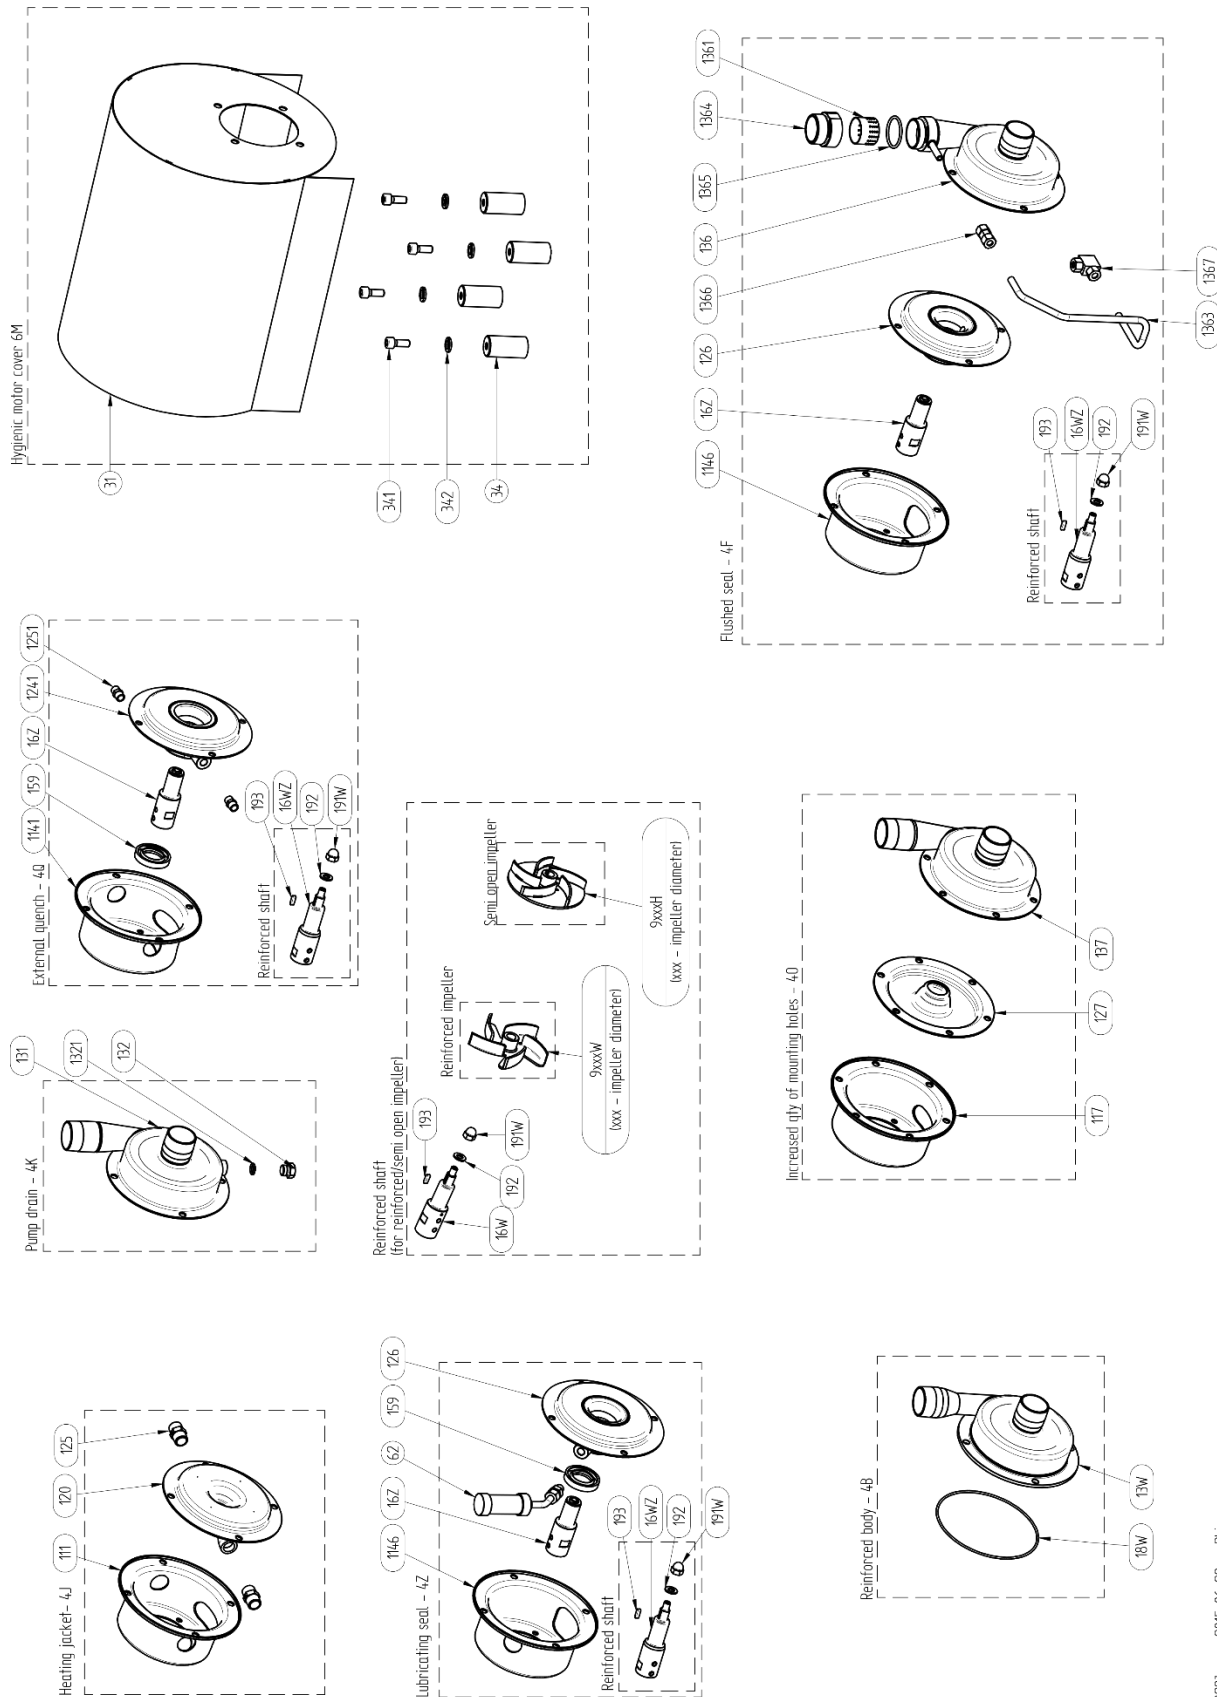 Hygienic motor cover 6M
31
341
342
34
1361
1364
1365
136
1366
126
16Z
1146
1367
1363
Flushed seal - 4F
Reinforced shaft
193
16WZ
192
191W
External quench - 4Q
1251
1241
16Z
159
1141
Reinforced shaft
193
16WZ
192
191W
Pump drain - 4K
131
1321
132
Reinforced shaft
(for reinforced/semi open impeller)
193
191W
192
16W
Reinforced impeller
9xxxW
(xxx - impeller diameter)
Semi open impeller
9xxxH
(xxx - impeller diameter)
Increased qty of mounting holes - 4O
137
127
117
Heating jacket- 4J
125
120
111
Lubricating seal - 4Z
126
159
62
16Z
1146
Reinforced shaft
193
16WZ
192
191W
Reinforced body - 4B
13W
18W